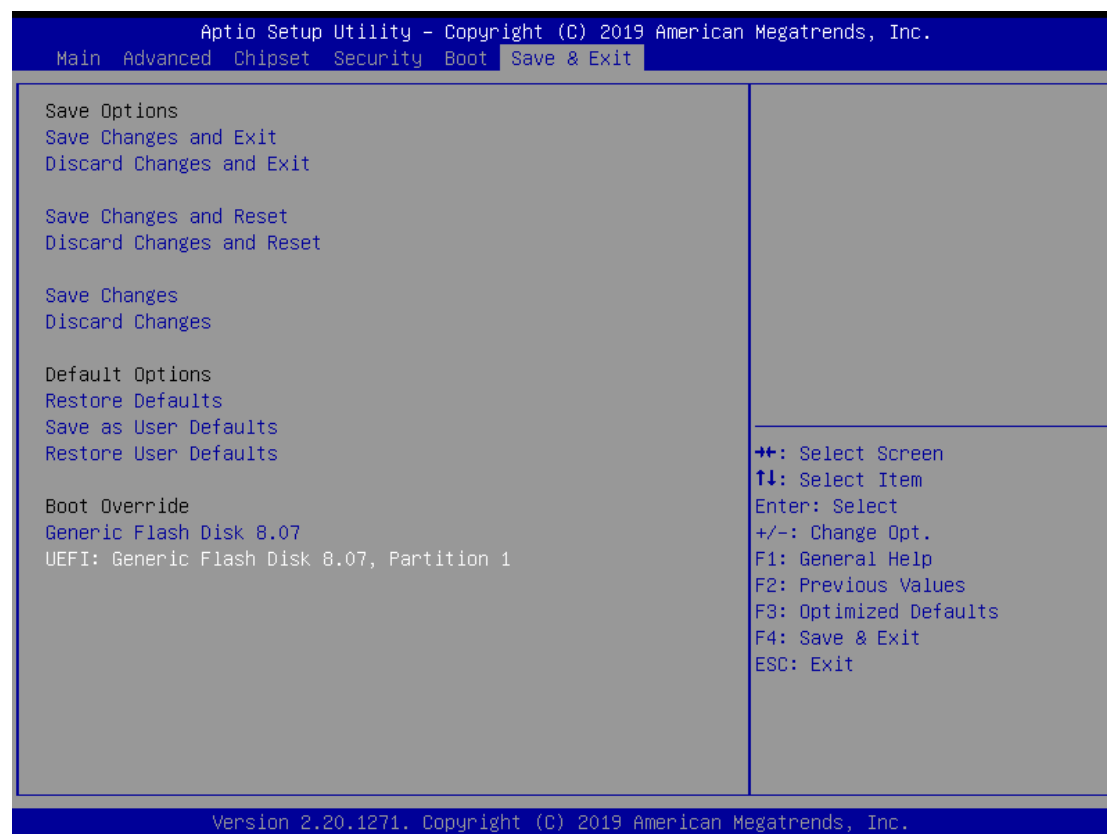 Aptio Setup Utility – Copyright (C) 2019 American Megatrends, Inc.
Main Advanced Chipset Security Boot Save & Exit
Save Options
Save Changes and Exit
Discard Changes and Exit
Save Changes and Reset
Discard Changes and Reset
Save Changes
Discard Changes
Default Options
Restore Defaults
Save as User Defaults
Restore User Defaults
Boot Override
Generic Flash Disk 8.07
UEFI: Generic Flash Disk 8.07, Partition 1
→←: Select Screen
↑↓: Select Item
Enter: Select
+/-: Change Opt.
F1: General Help
F2: Previous Values
F3: Optimized Defaults
F4: Save & Exit
ESC: Exit
Version 2.20.1271. Copyright (C) 2019 American Megatrends, Inc.